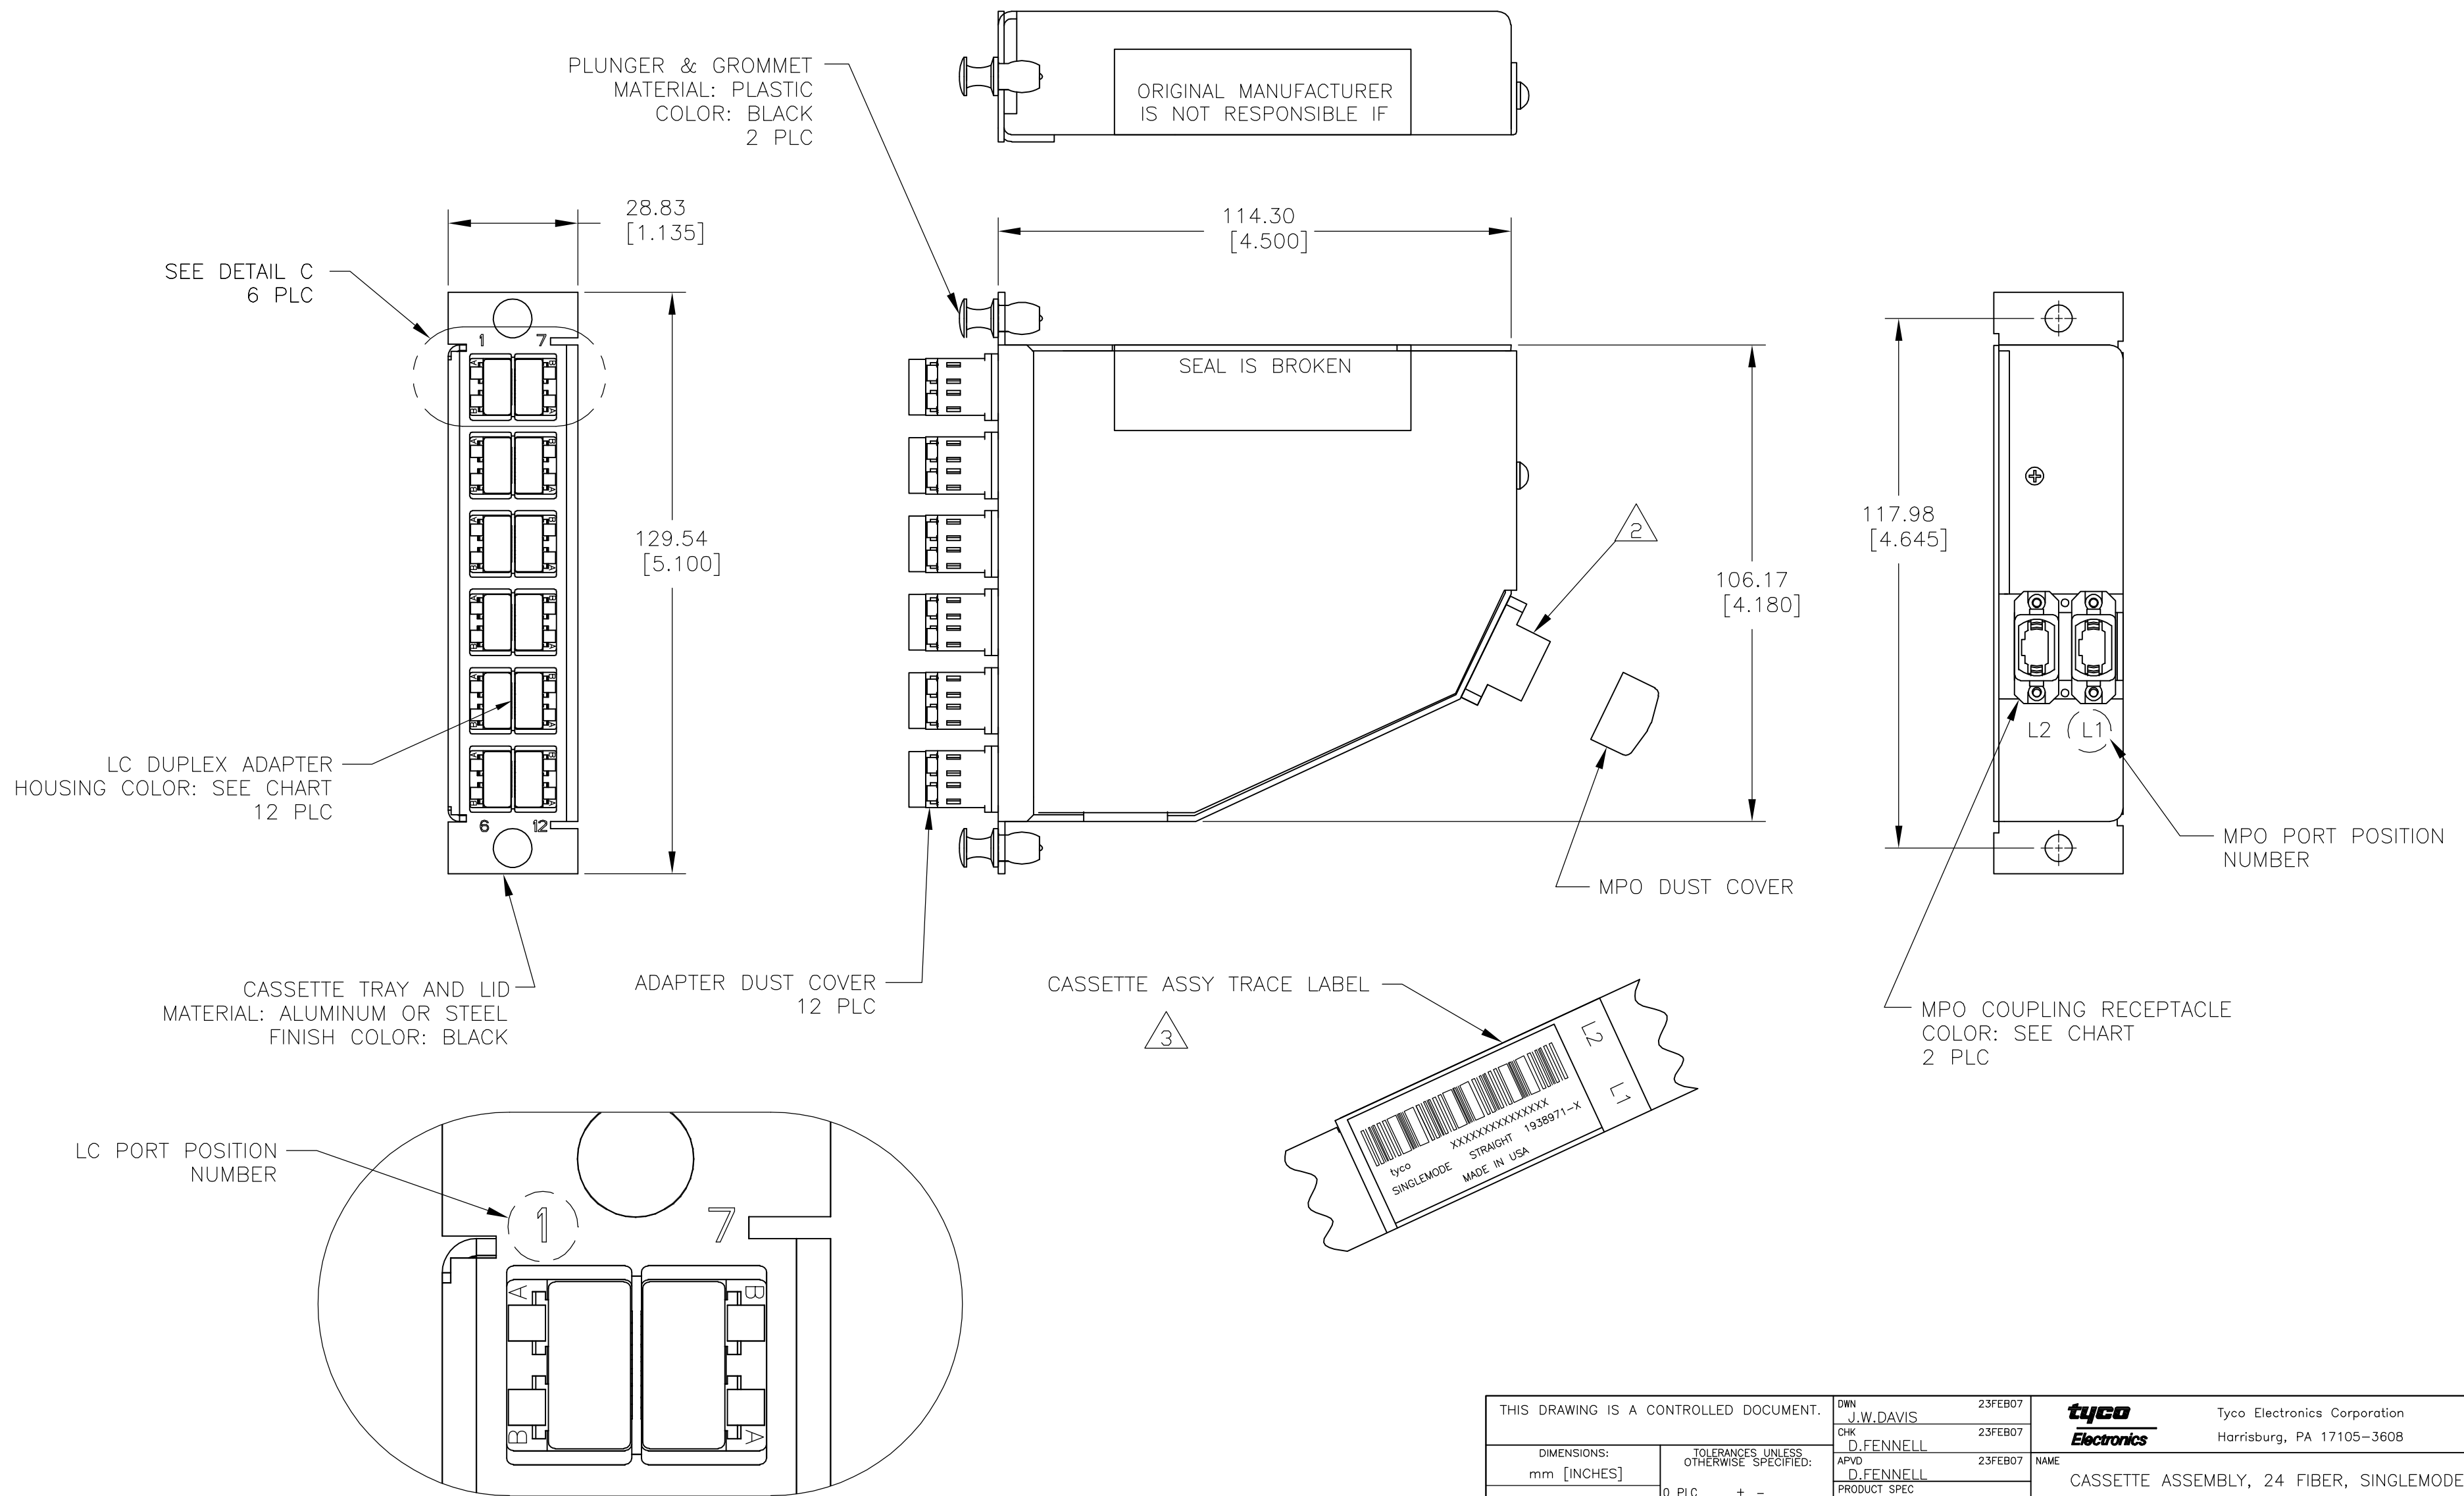 PLUNGER & GROMMET
MATERIAL: PLASTIC
COLOR: BLACK
2 PLC
ORIGINAL MANUFACTURER
IS NOT RESPONSIBLE IF
28.83
[1.135]
114.30
[4.500]
SEE DETAIL C
6 PLC
1 7
A B
B A
A B
B A
A B
B A
A B
B A
A B
B A
A B
B A
6 12
129.54
[5.100]
LC DUPLEX ADAPTER
HOUSING COLOR: SEE CHART
12 PLC
CASSETTE TRAY AND LID
MATERIAL: ALUMINUM OR STEEL
FINISH COLOR: BLACK
SEAL IS BROKEN
2
106.17
[4.180]
MPO DUST COVER
ADAPTER DUST COVER
12 PLC
117.98
[4.645]
L2 L1
MPO PORT POSITION
NUMBER
MPO COUPLING RECEPTACLE
COLOR: SEE CHART
2 PLC
CASSETTE ASSY TRACE LABEL
3
L2
L1
XXXXXXXXXXXXXXX
tyco
SINGLEMODE STRAIGHT 1938971-X
MADE IN USA
LC PORT POSITION
NUMBER
1 7
A B
B A
THIS DRAWING IS A CONTROLLED DOCUMENT.
DWN 23FEB07
J.W.DAVIS
CHK 23FEB07
D.FENNELL
APVD 23FEB07
D.FENNELL
PRODUCT SPEC
DIMENSIONS:
mm [INCHES]
TOLERANCES UNLESS
OTHERWISE SPECIFIED:
0 PLC + -
tyco
Electronics
Tyco Electronics Corporation
Harrisburg, PA 17105-3608
NAME
CASSETTE ASSEMBLY, 24 FIBER, SINGLEMODE